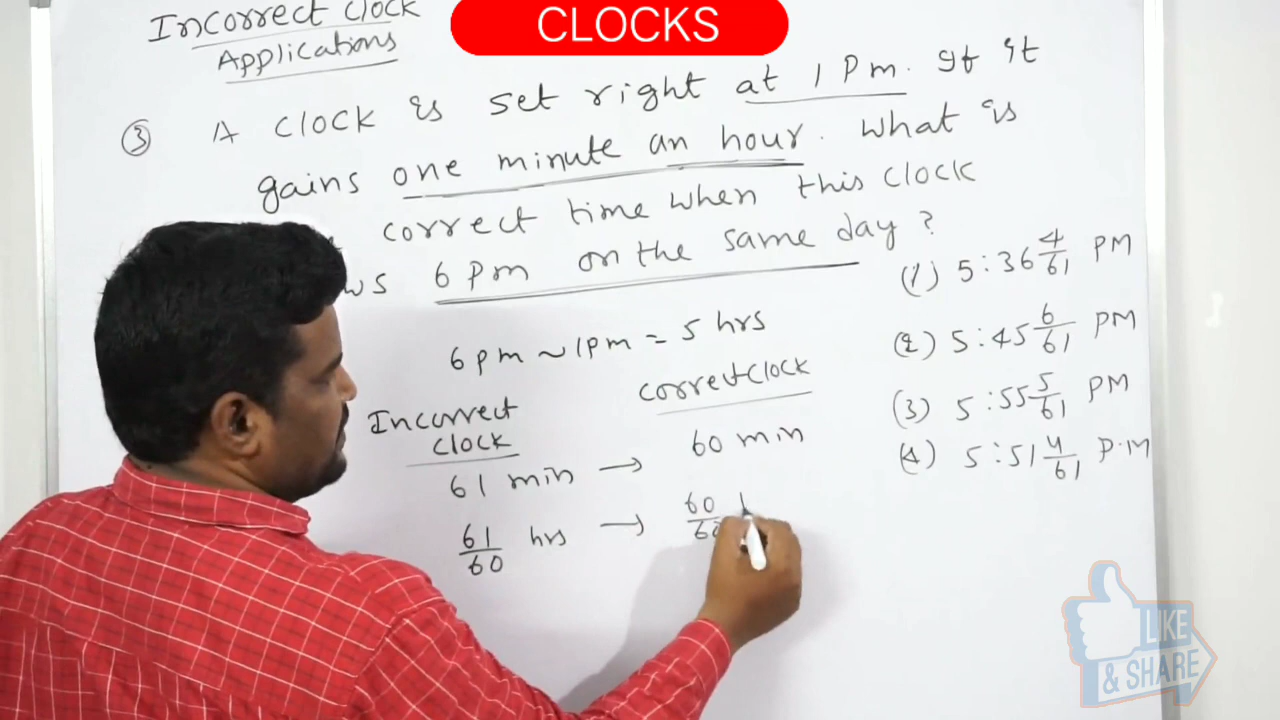 CLOCKS
Incorrect Clock
Applications
③ A clock is set right at 1 Pm. If it
gains one minute an hour. What is
correct time when this clock
ws 6 pm on the same day?
6 pm ~ 1pm = 5 hrs
Incorrect clock
correct clock
61 min → 60 min
61/60 hrs → 60/60
(1) 5:36 4/61 PM
(2) 5:45 6/61 PM
(3) 5:55 5/61 PM
(4) 5:51 4/61 P.M
LIKE
& SHARE